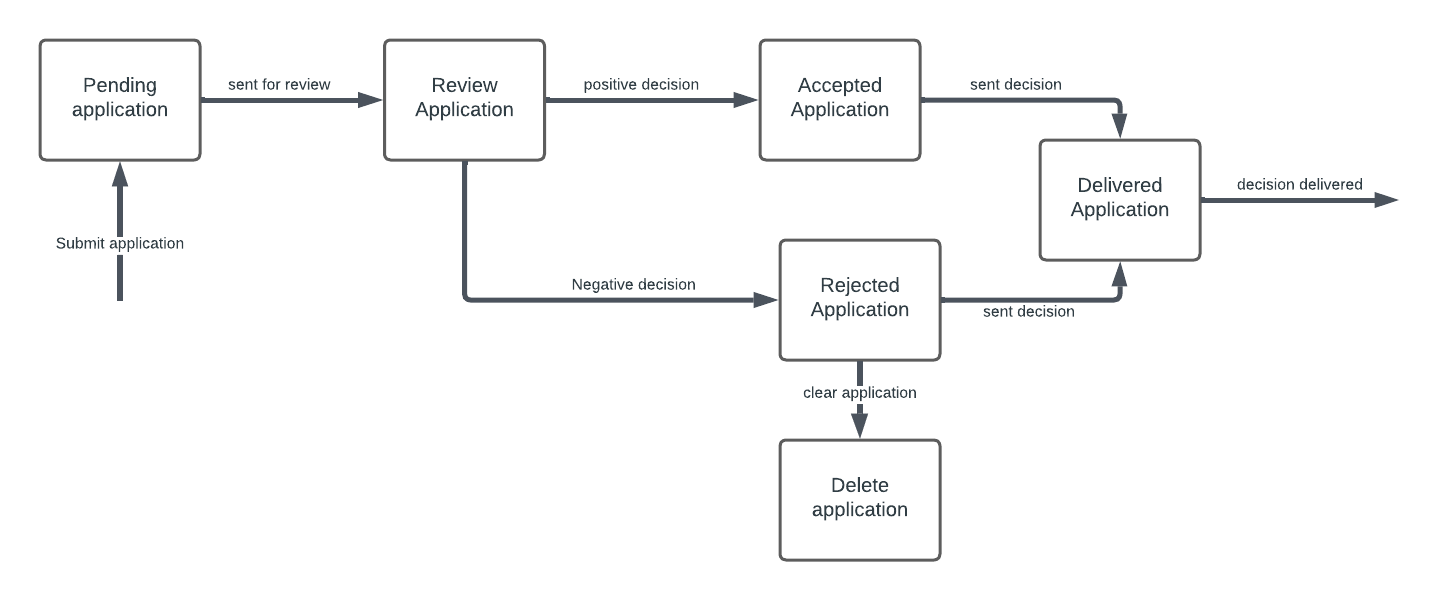 Pending
application
sent for review
Review
Application
positive decision
Accepted
Application
sent decision
Delivered
Application
decision delivered
Submit application
Negative decision
Rejected
Application
sent decision
clear application
Delete
application